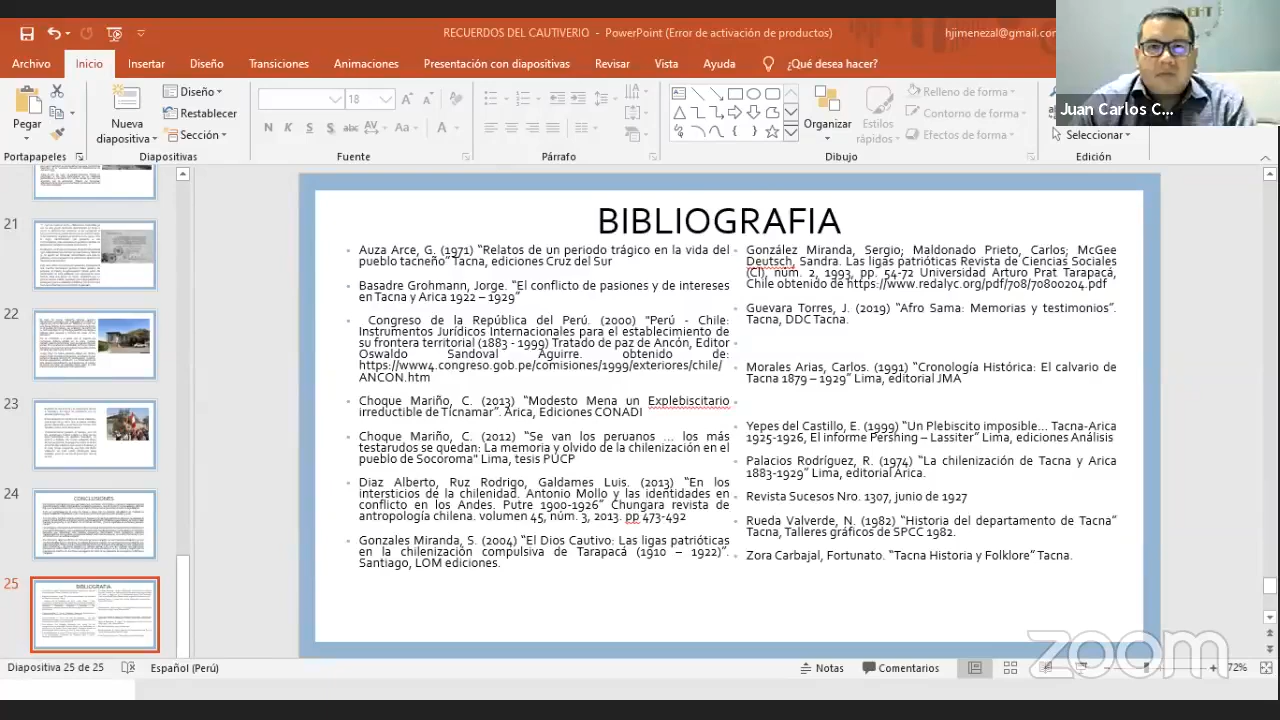 RECUERDOS DEL CAUTIVERIO - PowerPoint (Error de activación de productos)
hjimenezal@gmail.com
Archivo Inicio Insertar Diseño Transiciones Animaciones Presentación con diapositivas Revisar Vista Ayuda ¿Qué desea hacer?
Juan Carlos C...
Pegar
Nueva diapositiva
Diseño
Restablecer
Sección
18
N K S S abc AV Aa A
Organizar
Estilos rápidos
Relleno de forma
Contorno de forma
Efectos de forma
Seleccionar
Portapapeles Diapositivas Fuente Párrafo Dibujo Edición
21
22
23
24
CONCLUSIONES
25
BIBLIOGRAFIA
BIBLIOGRAFIA
Auza Arce, G. (1971) “Relatos de un periodo trágico en la vida del
pueblo tacneño” Tacna, ediciones Cruz del Sur
Basadre Grohmann, Jorge. “El conflicto de pasiones y de intereses
en Tacna y Arica 1922 – 1929”
Congreso de la República del Perú. (2000) “Perú - Chile:
Instrumentos Jurídicos Internacionales para el establecimiento de
su frontera territorial (1883 - 1999) Tratado de paz de Ancón, Editor
Oswaldo Sandoval Aguirre. obtenido de:
https://www4.congreso.gob.pe/comisiones/1999/exteriores/chile/
ANCON.htm
Choque Mariño, C. (2013) “Modesto Mena un Explebiscitario
irreductible de Ticnamar”. Arica, Ediciones CONADI
Choque Mariño, C. (2012) “Se van los peruanos ... los más
testarudos se quedan: La memoria y olvido de la chilenización en el
pueblo de Socoroma" Lima, tesis PUCP
Diaz Alberto, Ruz Rodrigo, Galdames Luis. (2013) “En los
intersticios de la chilenidad. Antonio Mollo y las identidades en
conflicto en los Andes. Putre 1900-1926” Chungara revista de
antropología chilena. volumen 45, núm. 3, 2013. pp 473-492
Gonzales Miranda, S. (2004) “El Dios Cautivo: Las ligas patrióticas
en la chilenización compulsiva de Tarapacá (1910 – 1922)”.
Santiago, LOM ediciones.
González Miranda, Sergio; Maldonado Prieto, Carlos; McGee
Deutsch, Sandra. Las ligas patrióticas Revista de Ciencias Sociales
(Cl), núm. 2, 1993, pp. 54-72 Universidad Arturo Prat Tarapacá,
Chile obtenido de https://www.redalyc.org/pdf/708/70800204.pdf
Guevara Torres, J. (2019) “Afro Sama: Memorias y testimonios”.
Tacna, DDC Tacna.
Morales Arias, Carlos. (1991) “Cronología Histórica: El calvario de
Tacna 1879 – 1929” Lima, editorial JMA
Yepes del Castillo, E. (1999) “Un Plebiscito imposible... Tacna-Arica
1925-1926, El informe Pershing – Lassiter” Lima, ediciones Análisis
Palacios Rodríguez, R. (1974) “La chilenización de Tacna y Arica
1883-1929” Lima, editorial Arica.
Revista Sucesos N ro. 1307, junio de 1927
Rueda Valverde, N. (1982) “Historia del departamento de Tacna”
Tacna, Talleres gráficos de SPCC 1982.
Zora Carbajal, Fortunato. “Tacna Historia y Folklore” Tacna.
zoom
Diapositiva 25 de 25 Español (Perú) Notas Comentarios 72%